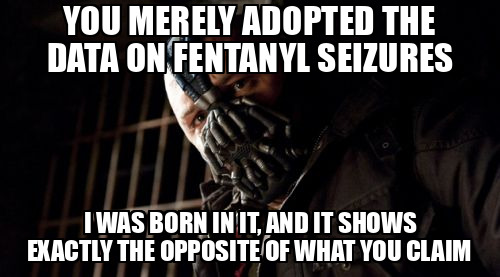 YOU MERELY ADOPTED THE
DATA ON FENTANYL SEIZURES
I WAS BORN IN IT, AND IT SHOWS
EXACTLY THE OPPOSITE OF WHAT YOU CLAIM